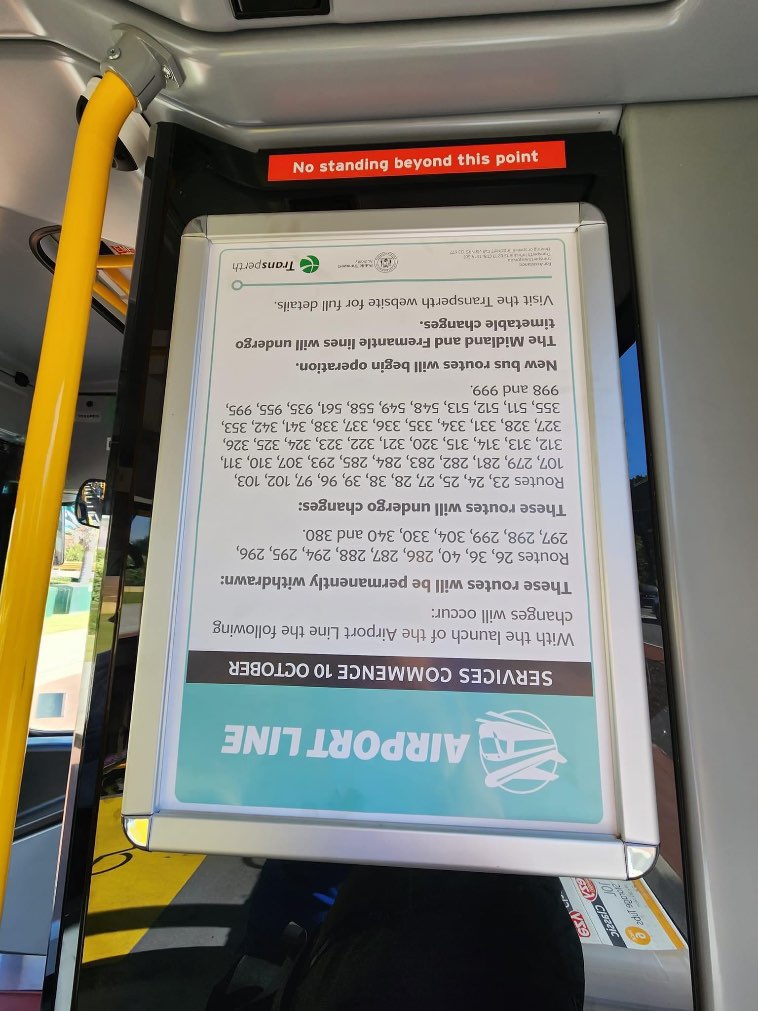 No standing beyond this point
AIRPORT LINE
SERVICES COMMENCE 10 OCTOBER
With the launch of the Airport Line the following
changes will occur:
These routes will be permanently withdrawn:
Routes 26, 36, 40, 286, 287, 288, 294, 295, 296,
297, 298, 299, 304, 330, 340 and 380.
These routes will undergo changes:
Routes 23, 24, 25, 27, 28, 38, 39, 96, 97, 102, 103,
107, 279, 281, 282, 283, 284, 285, 293, 307, 310, 311,
312, 313, 314, 315, 320, 321, 322, 323, 324, 325, 326,
327, 328, 331, 334, 335, 336, 337, 338, 341, 342, 353,
355, 511, 512, 513, 548, 549, 558, 561, 935, 955, 995,
998 and 999.
New bus routes will begin operation.
The Midland and Fremantle lines will undergo
timetable changes.
Visit the Transperth website for full details.
Public Transport
Authority
Transperth